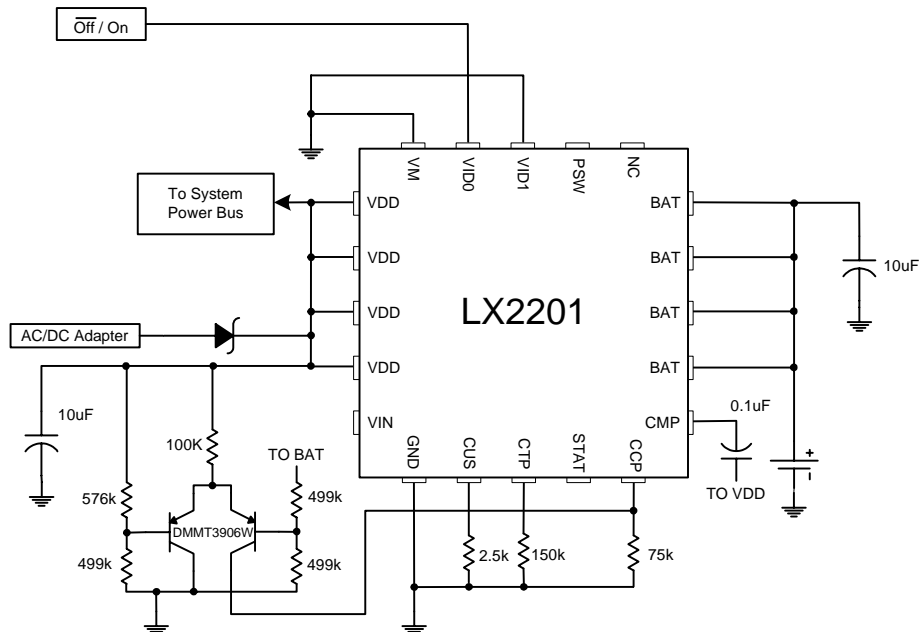 Off / On
VM
VID0
VID1
PSW
NC
To System
Power Bus
VDD
BAT
VDD
BAT
10uF
LX2201
VDD
BAT
AC/DC Adapter
VDD
BAT
10uF
VIN
CMP
0.1uF
100K
TO BAT
GND
CUS
CTP
STAT
CCP
+
-
TO VDD
576k
499k
DMMT3906W
499k
499k
2.5k
150k
75k